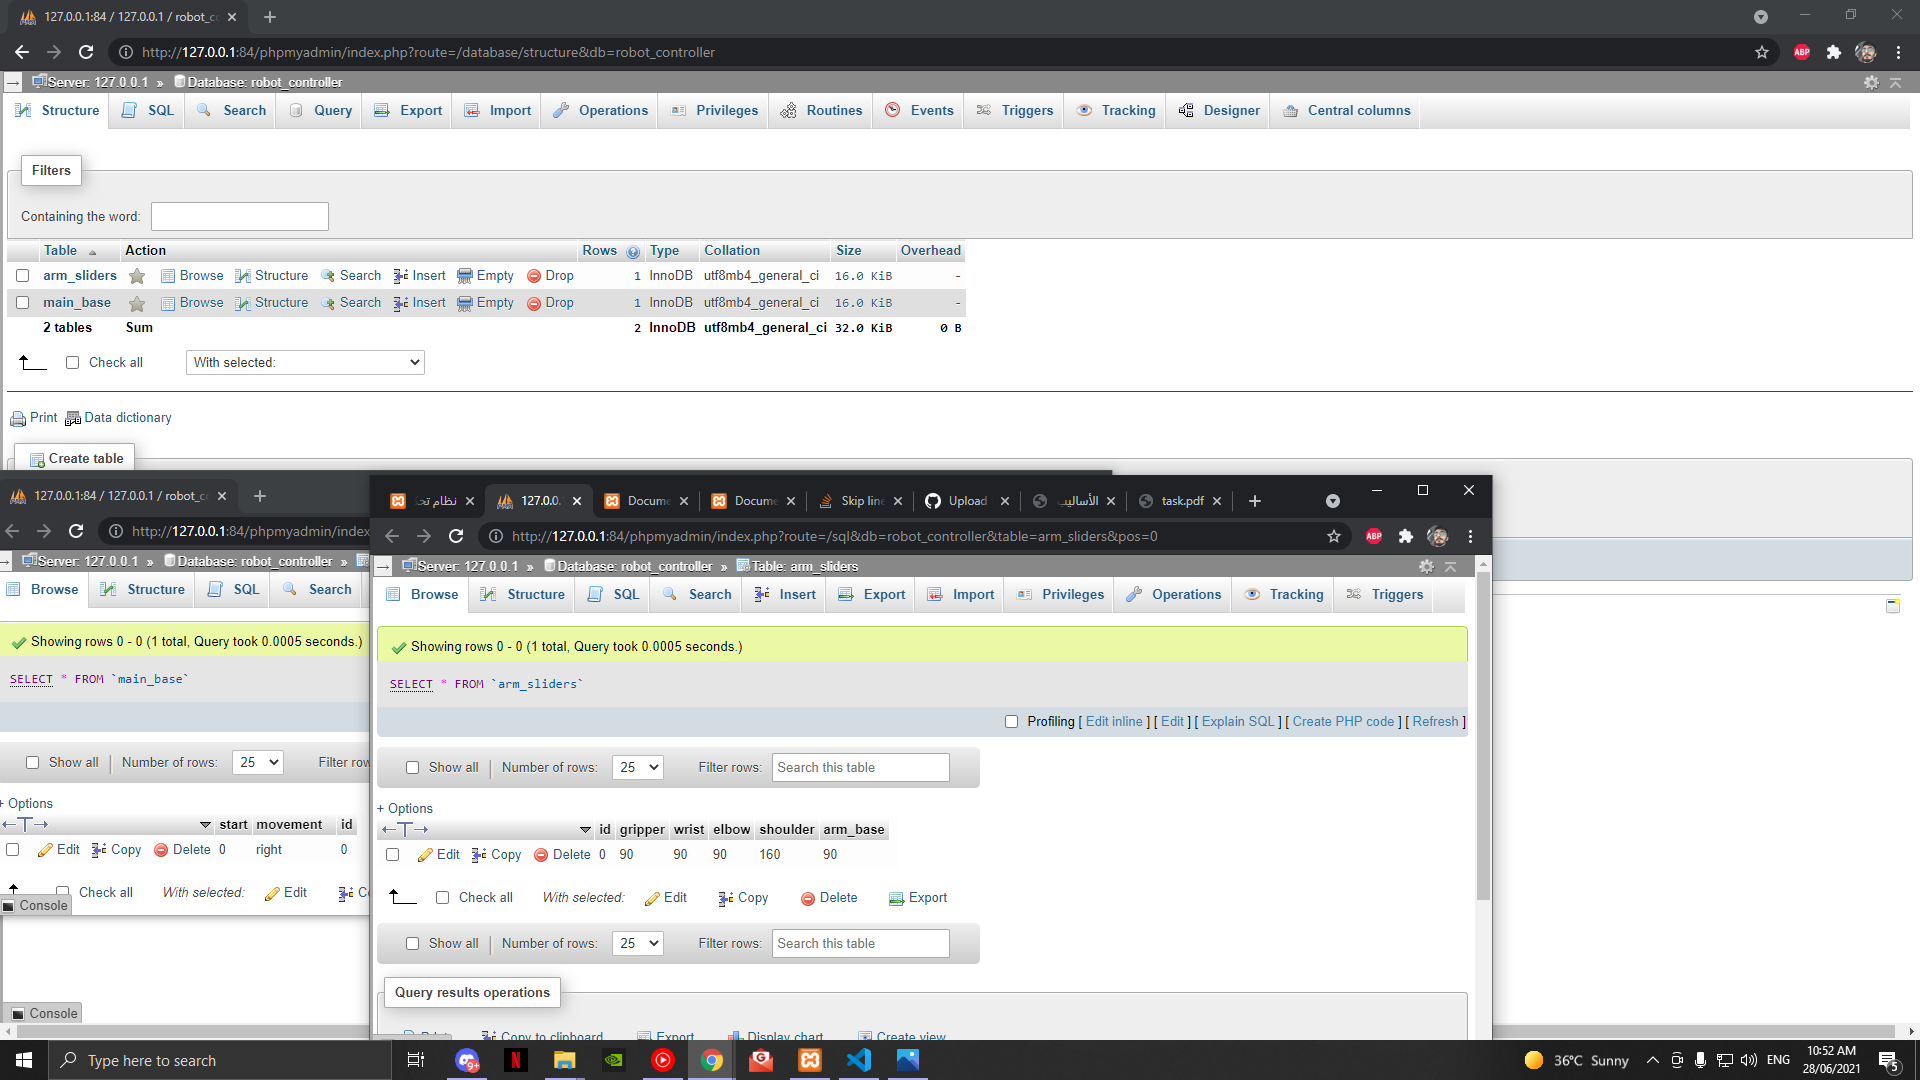 127.0.0.1:84 / 127.0.0.1 / robot_c
http://127.0.0.1:84/phpmyadmin/index.php?route=/database/structure&db=robot_controller
ABP
Server: 127.0.0.1 » Database: robot_controller
Structure SQL Search Query Export Import Operations Privileges Routines Events Triggers Tracking Designer Central columns
Filters
Containing the word:
Table Action Rows Type Collation Size Overhead
arm_sliders Browse Structure Search Insert Empty Drop 1 InnoDB utf8mb4_general_ci 16.0 KiB -
main_base Browse Structure Search Insert Empty Drop 1 InnoDB utf8mb4_general_ci 16.0 KiB -
2 tables Sum 2 InnoDB utf8mb4_general_ci 32.0 KiB 0 B
Check all With selected:
Print Data dictionary
Create table
127.0.0.1:84 / 127.0.0.1 / robot_c
http://127.0.0.1:84/phpmyadmin/index
Server: 127.0.0.1 » Database: robot_controller »
Browse Structure SQL Search
Showing rows 0 - 0 (1 total, Query took 0.0005 seconds.)
SELECT * FROM `main_base`
Show all Number of rows: 25 Filter row
+ Options
start movement id
Edit Copy Delete 0 right 0
Check all With selected: Edit Co
Console
Console
نظام تحك 127.0.0. Docume Docume Skip line Upload الأساليب task.pdf
http://127.0.0.1:84/phpmyadmin/index.php?route=/sql&db=robot_controller&table=arm_sliders&pos=0
ABP
Server: 127.0.0.1 » Database: robot_controller » Table: arm_sliders
Browse Structure SQL Search Insert Export Import Privileges Operations Tracking Triggers
Showing rows 0 - 0 (1 total, Query took 0.0005 seconds.)
SELECT * FROM `arm_sliders`
Profiling [ Edit inline ] [ Edit ] [ Explain SQL ] [ Create PHP code ] [ Refresh ]
Show all Number of rows: 25 Filter rows: Search this table
+ Options
id gripper wrist elbow shoulder arm_base
Edit Copy Delete 0 90 90 90 160 90
Check all With selected: Edit Copy Delete Export
Show all Number of rows: 25 Filter rows: Search this table
Query results operations
Print Copy to clipboard Export Display chart Create view
Type here to search
9+
36°C Sunny
ENG
10:52 AM
28/06/2021
5